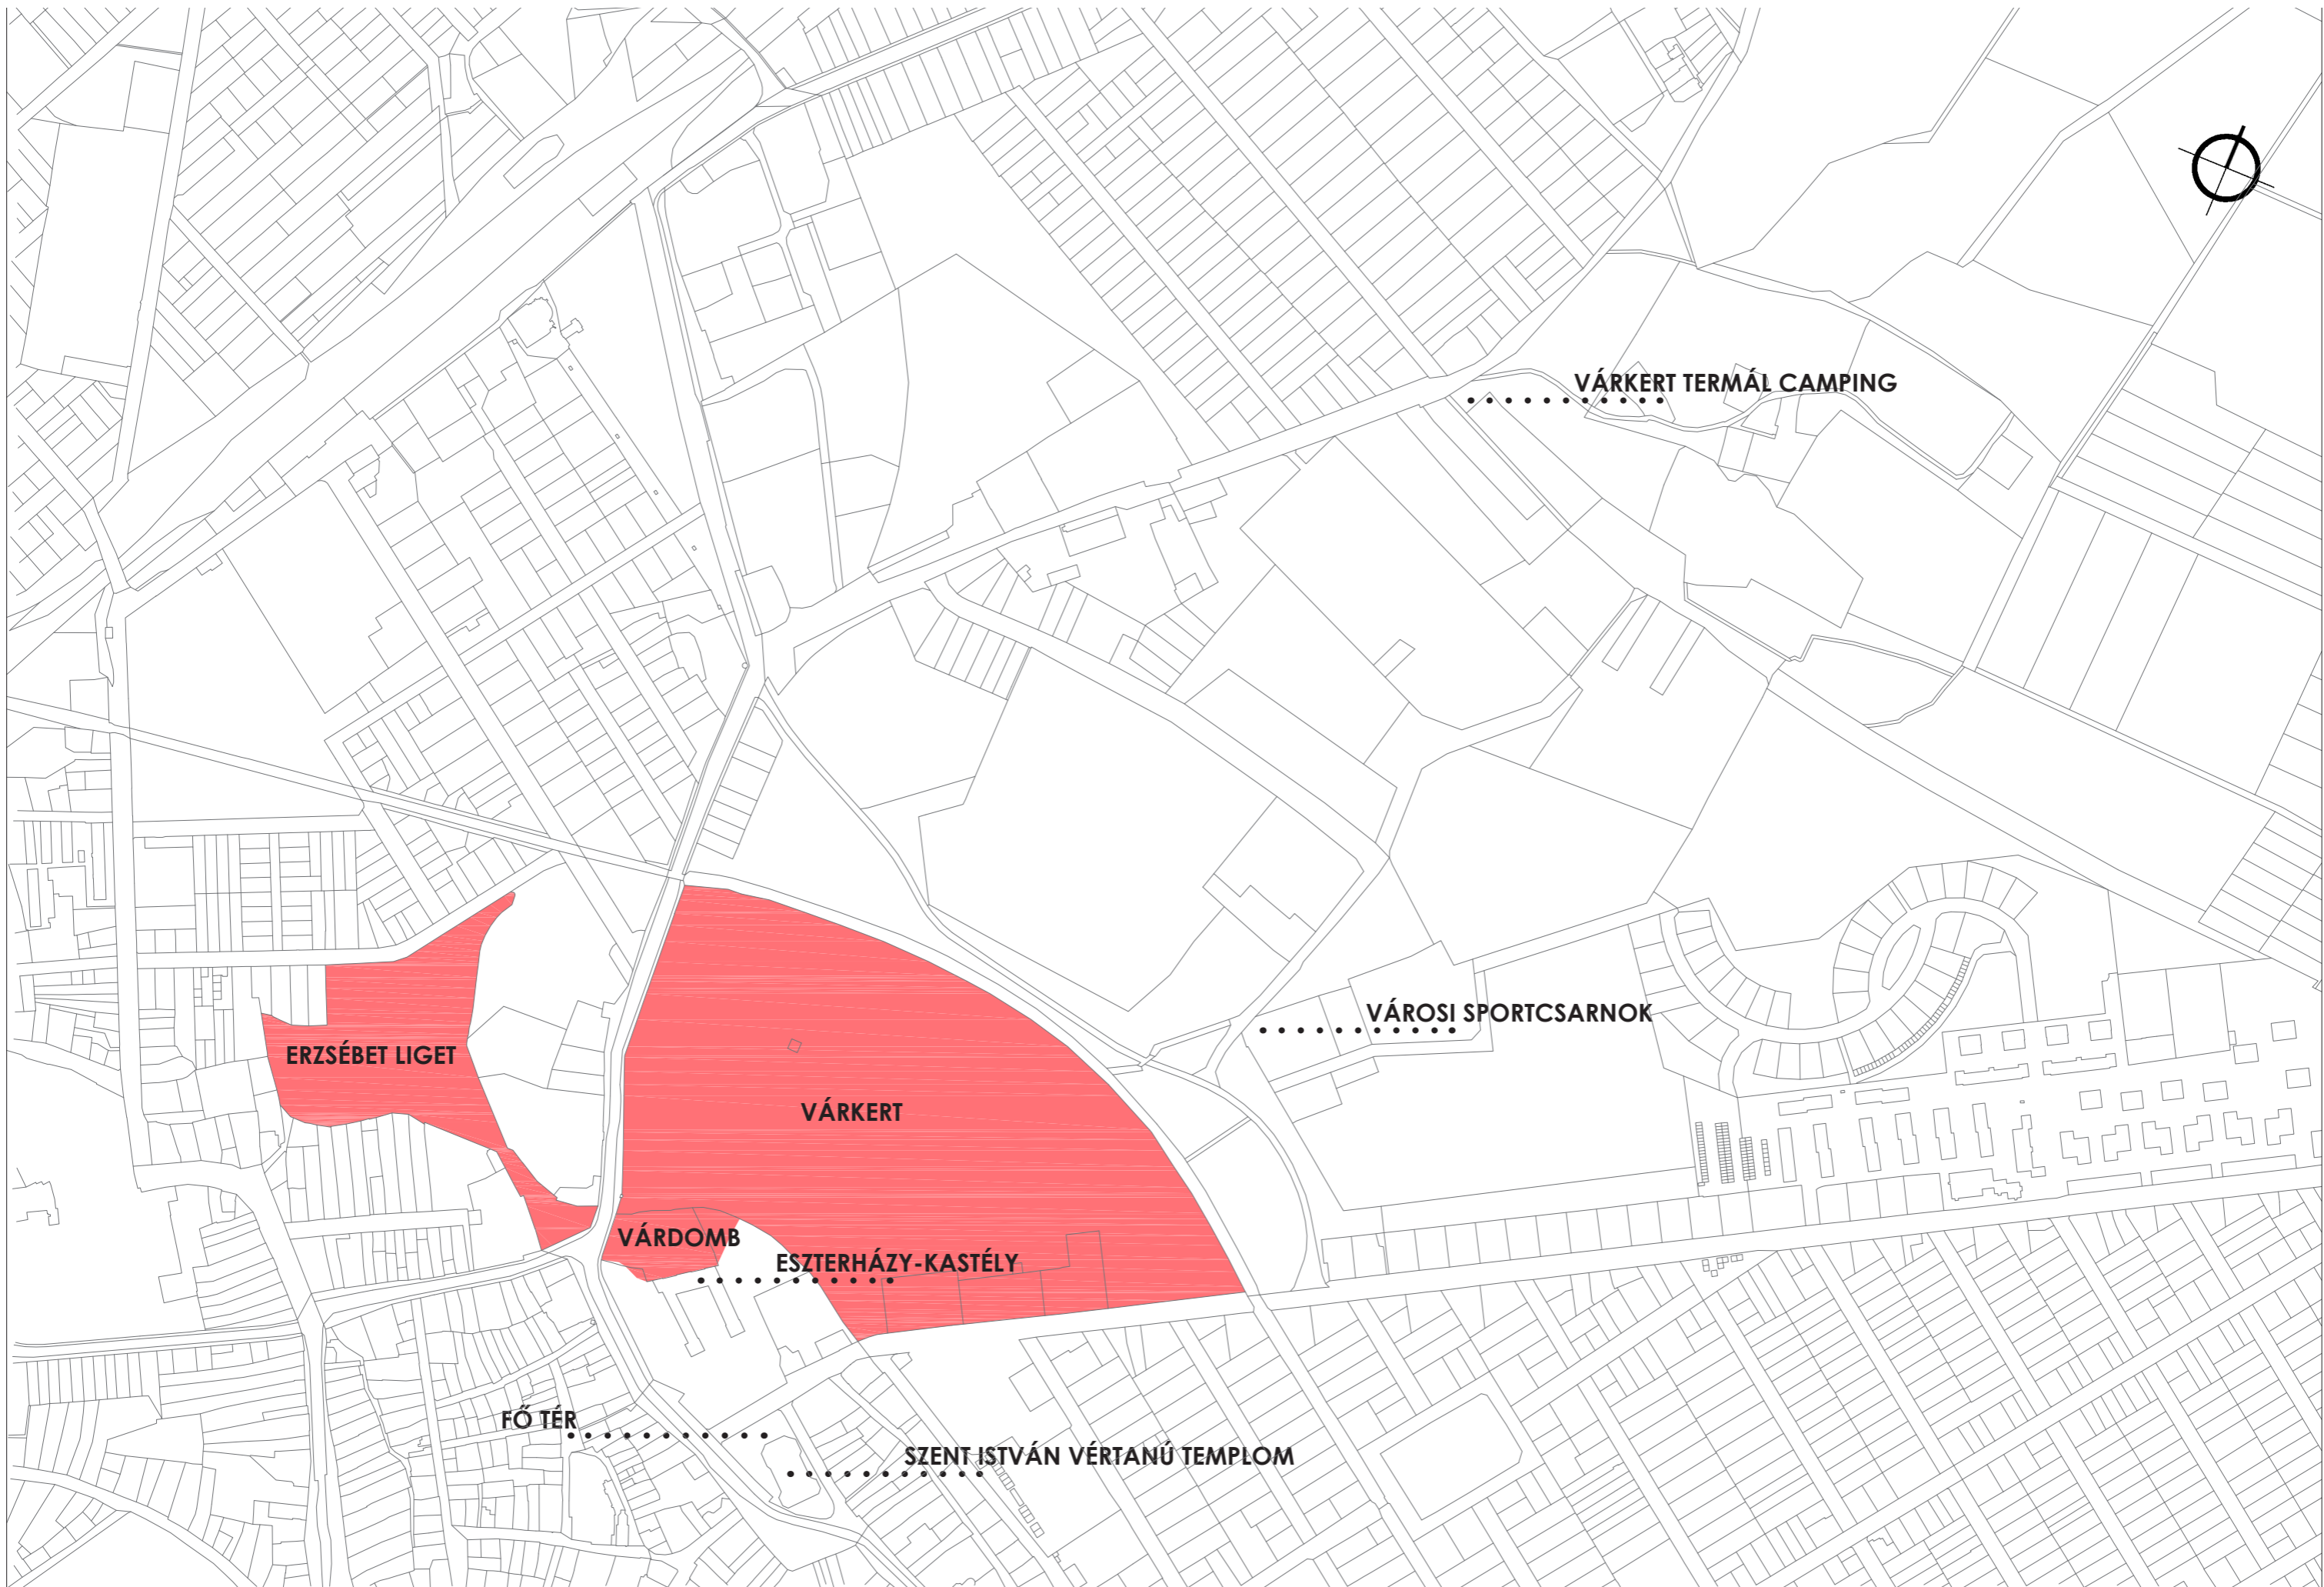 VÁRKERT TERMÁL CAMPING
VÁROSI SPORTCSARNOK
ERZSÉBET LIGET
VÁRKERT
VÁRDOMB
ESZTERHÁZY-KASTÉLY
FŐ TÉR
SZENT ISTVÁN VÉRTANÚ TEMPLOM